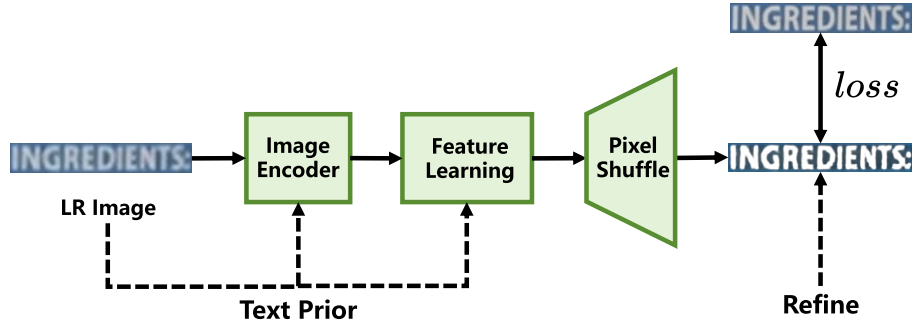 INGREDIENTS:
loss
INGREDIENTS:
Image
Encoder
Feature
Learning
Pixel
Shuffle
INGREDIENTS:
LR Image
Text Prior
Refine